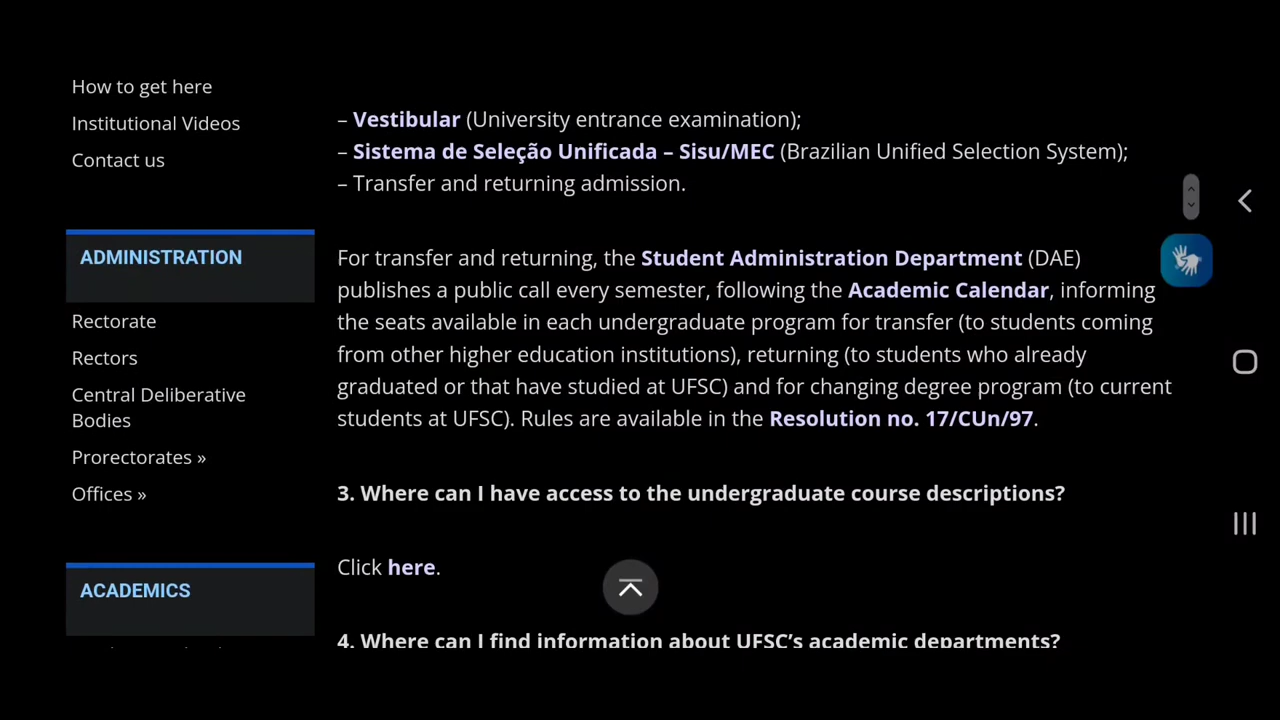 How to get here
Institutional Videos
Contact us
ADMINISTRATION
Rectorate
Rectors
Central Deliberative
Bodies
Prorectorates »
Offices »
ACADEMICS
– Vestibular (University entrance examination);
– Sistema de Seleção Unificada – Sisu/MEC (Brazilian Unified Selection System);
– Transfer and returning admission.
For transfer and returning, the Student Administration Department (DAE)
publishes a public call every semester, following the Academic Calendar, informing
the seats available in each undergraduate program for transfer (to students coming
from other higher education institutions), returning (to students who already
graduated or that have studied at UFSC) and for changing degree program (to current
students at UFSC). Rules are available in the Resolution no. 17/CUn/97.
3. Where can I have access to the undergraduate course descriptions?
Click here.
4. Where can I find information about UFSC’s academic departments?